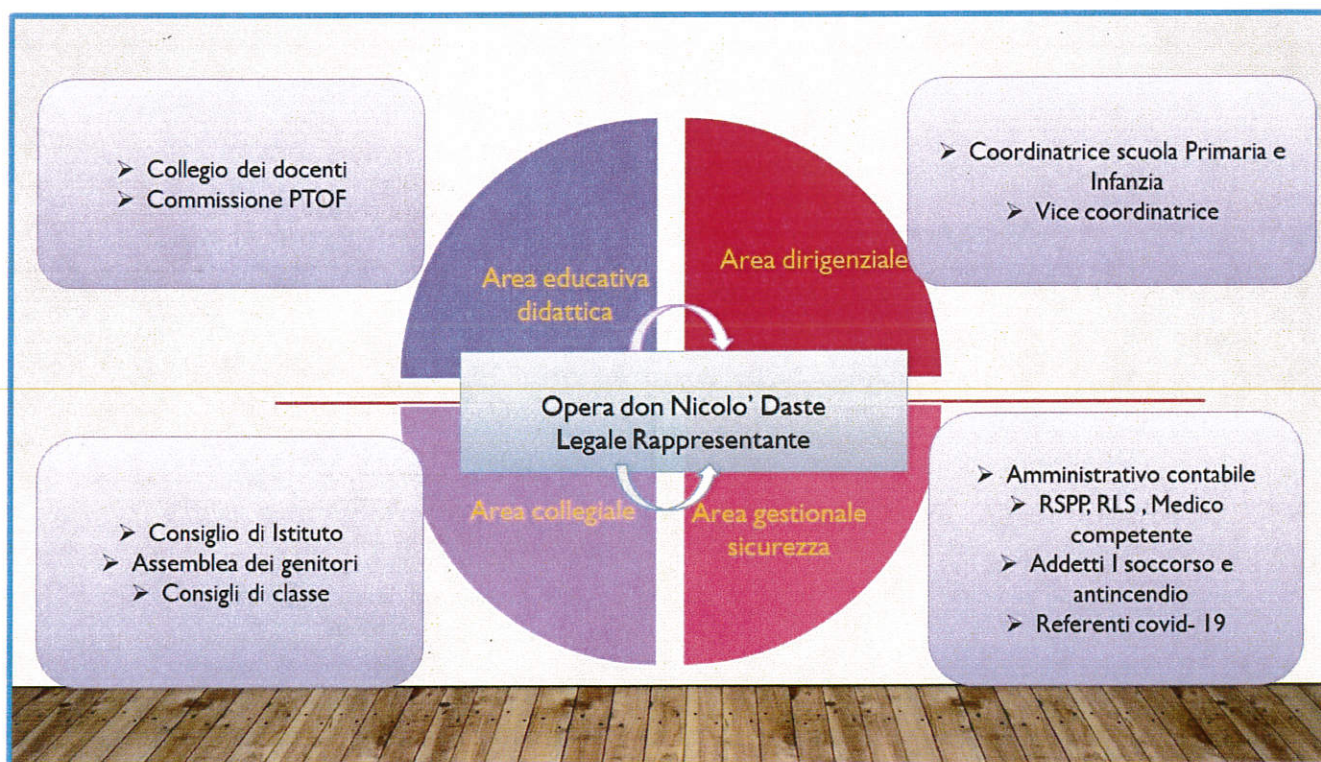 ➢ Collegio dei docenti
➢ Commissione PTOF
➢ Coordinatrice scuola Primaria e
Infanzia
➢ Vice coordinatrice
Area educativa
didattica
Area dirigenziale
Opera don Nicolo' Daste
Legale Rappresentante
Area collegiale
Area gestionale
sicurezza
➢ Consiglio di Istituto
➢ Assemblea dei genitori
➢ Consigli di classe
➢ Amministrativo contabile
➢ RSPP, RLS , Medico
competente
➢ Addetti I soccorso e
antincendio
➢ Referenti covid- 19